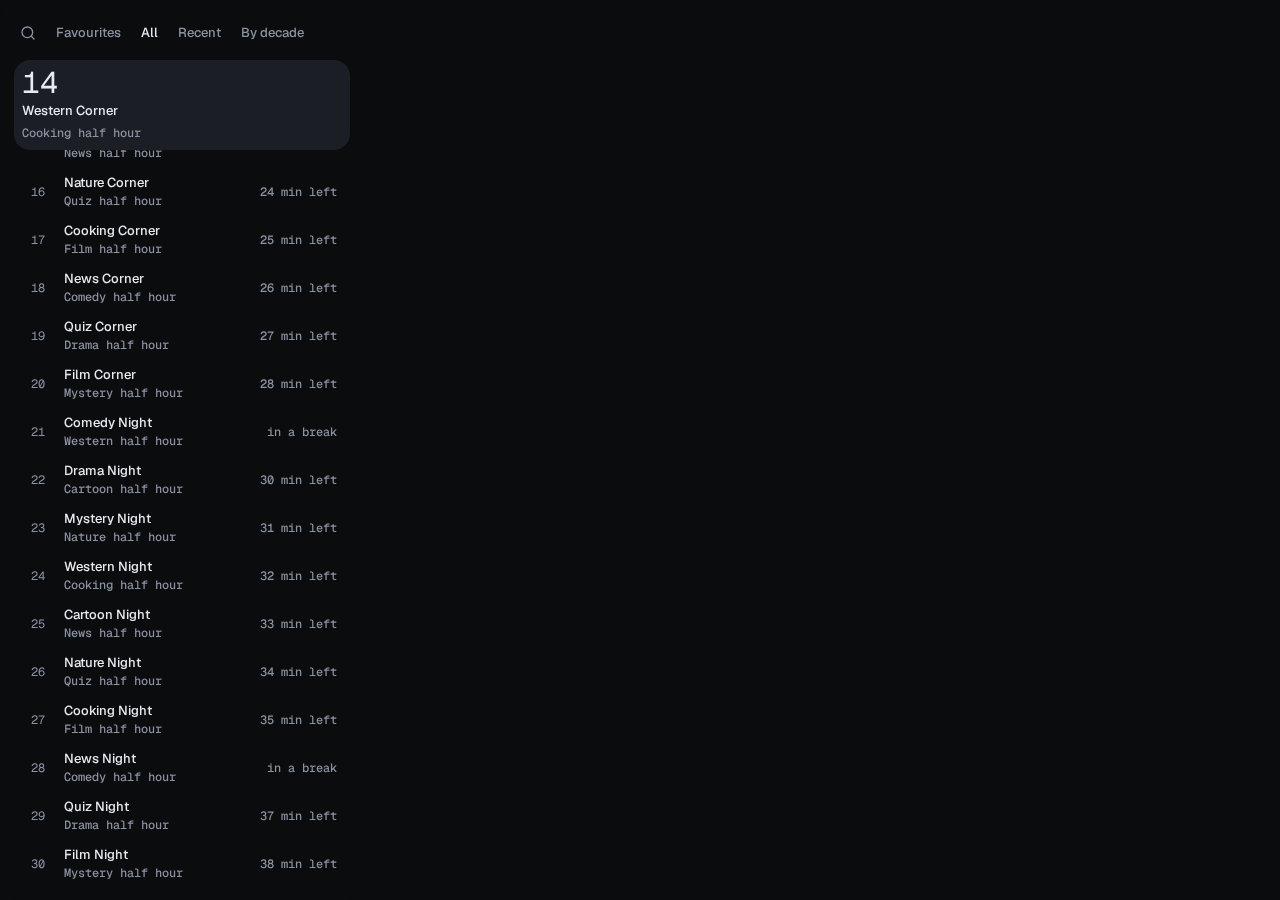 Favourites All Recent By decade
14
Western Corner
Cooking half hour
News half hour
16 Nature Corner 24 min left
Quiz half hour
17 Cooking Corner 25 min left
Film half hour
18 News Corner 26 min left
Comedy half hour
19 Quiz Corner 27 min left
Drama half hour
20 Film Corner 28 min left
Mystery half hour
21 Comedy Night in a break
Western half hour
22 Drama Night 30 min left
Cartoon half hour
23 Mystery Night 31 min left
Nature half hour
24 Western Night 32 min left
Cooking half hour
25 Cartoon Night 33 min left
News half hour
26 Nature Night 34 min left
Quiz half hour
27 Cooking Night 35 min left
Film half hour
28 News Night in a break
Comedy half hour
29 Quiz Night 37 min left
Drama half hour
30 Film Night 38 min left
Mystery half hour